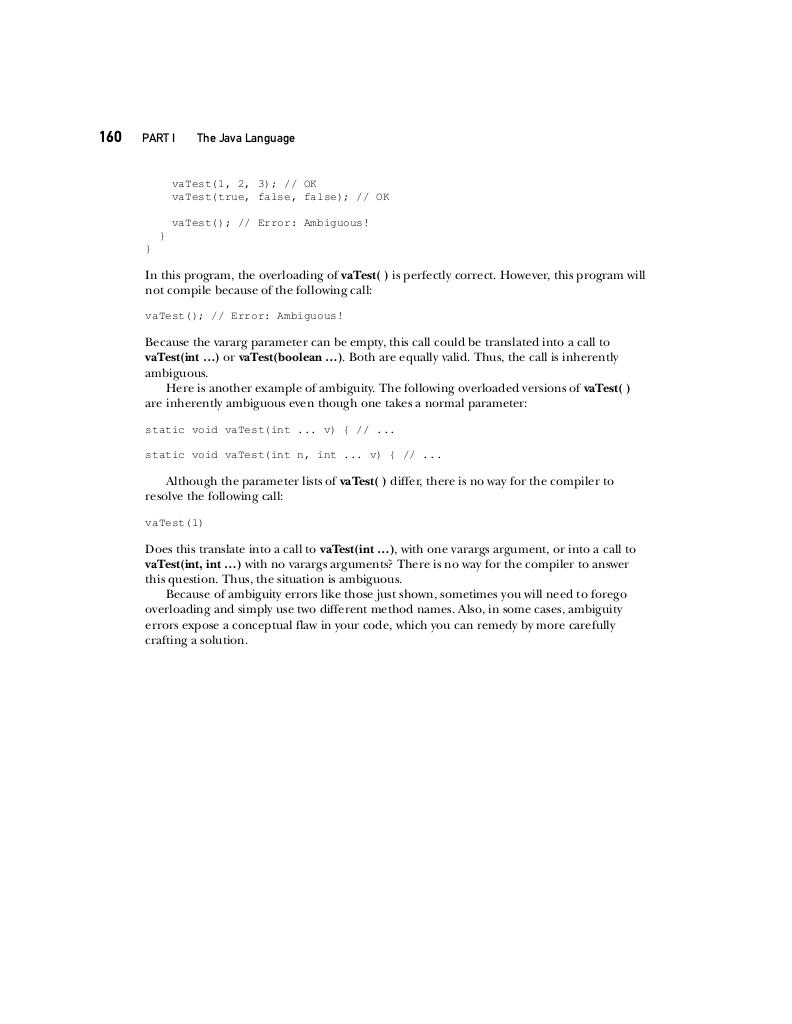 160 PART I The Java Language
vaTest(1, 2, 3); // OK
vaTest(true, false, false); // OK
vaTest(); // Error: Ambiguous!
}
}
In this program, the overloading of vaTest( ) is perfectly correct. However, this program will
not compile because of the following call:
vaTest(); // Error: Ambiguous!
Because the vararg parameter can be empty, this call could be translated into a call to
vaTest(int …) or vaTest(boolean …). Both are equally valid. Thus, the call is inherently
ambiguous.
Here is another example of ambiguity. The following overloaded versions of vaTest( )
are inherently ambiguous even though one takes a normal parameter:
static void vaTest(int ... v) { // ...
static void vaTest(int n, int ... v) { // ...
Although the parameter lists of vaTest( ) differ, there is no way for the compiler to
resolve the following call:
vaTest(1)
Does this translate into a call to vaTest(int …), with one varargs argument, or into a call to
vaTest(int, int …) with no varargs arguments? There is no way for the compiler to answer
this question. Thus, the situation is ambiguous.
Because of ambiguity errors like those just shown, sometimes you will need to forego
overloading and simply use two different method names. Also, in some cases, ambiguity
errors expose a conceptual flaw in your code, which you can remedy by more carefully
crafting a solution.